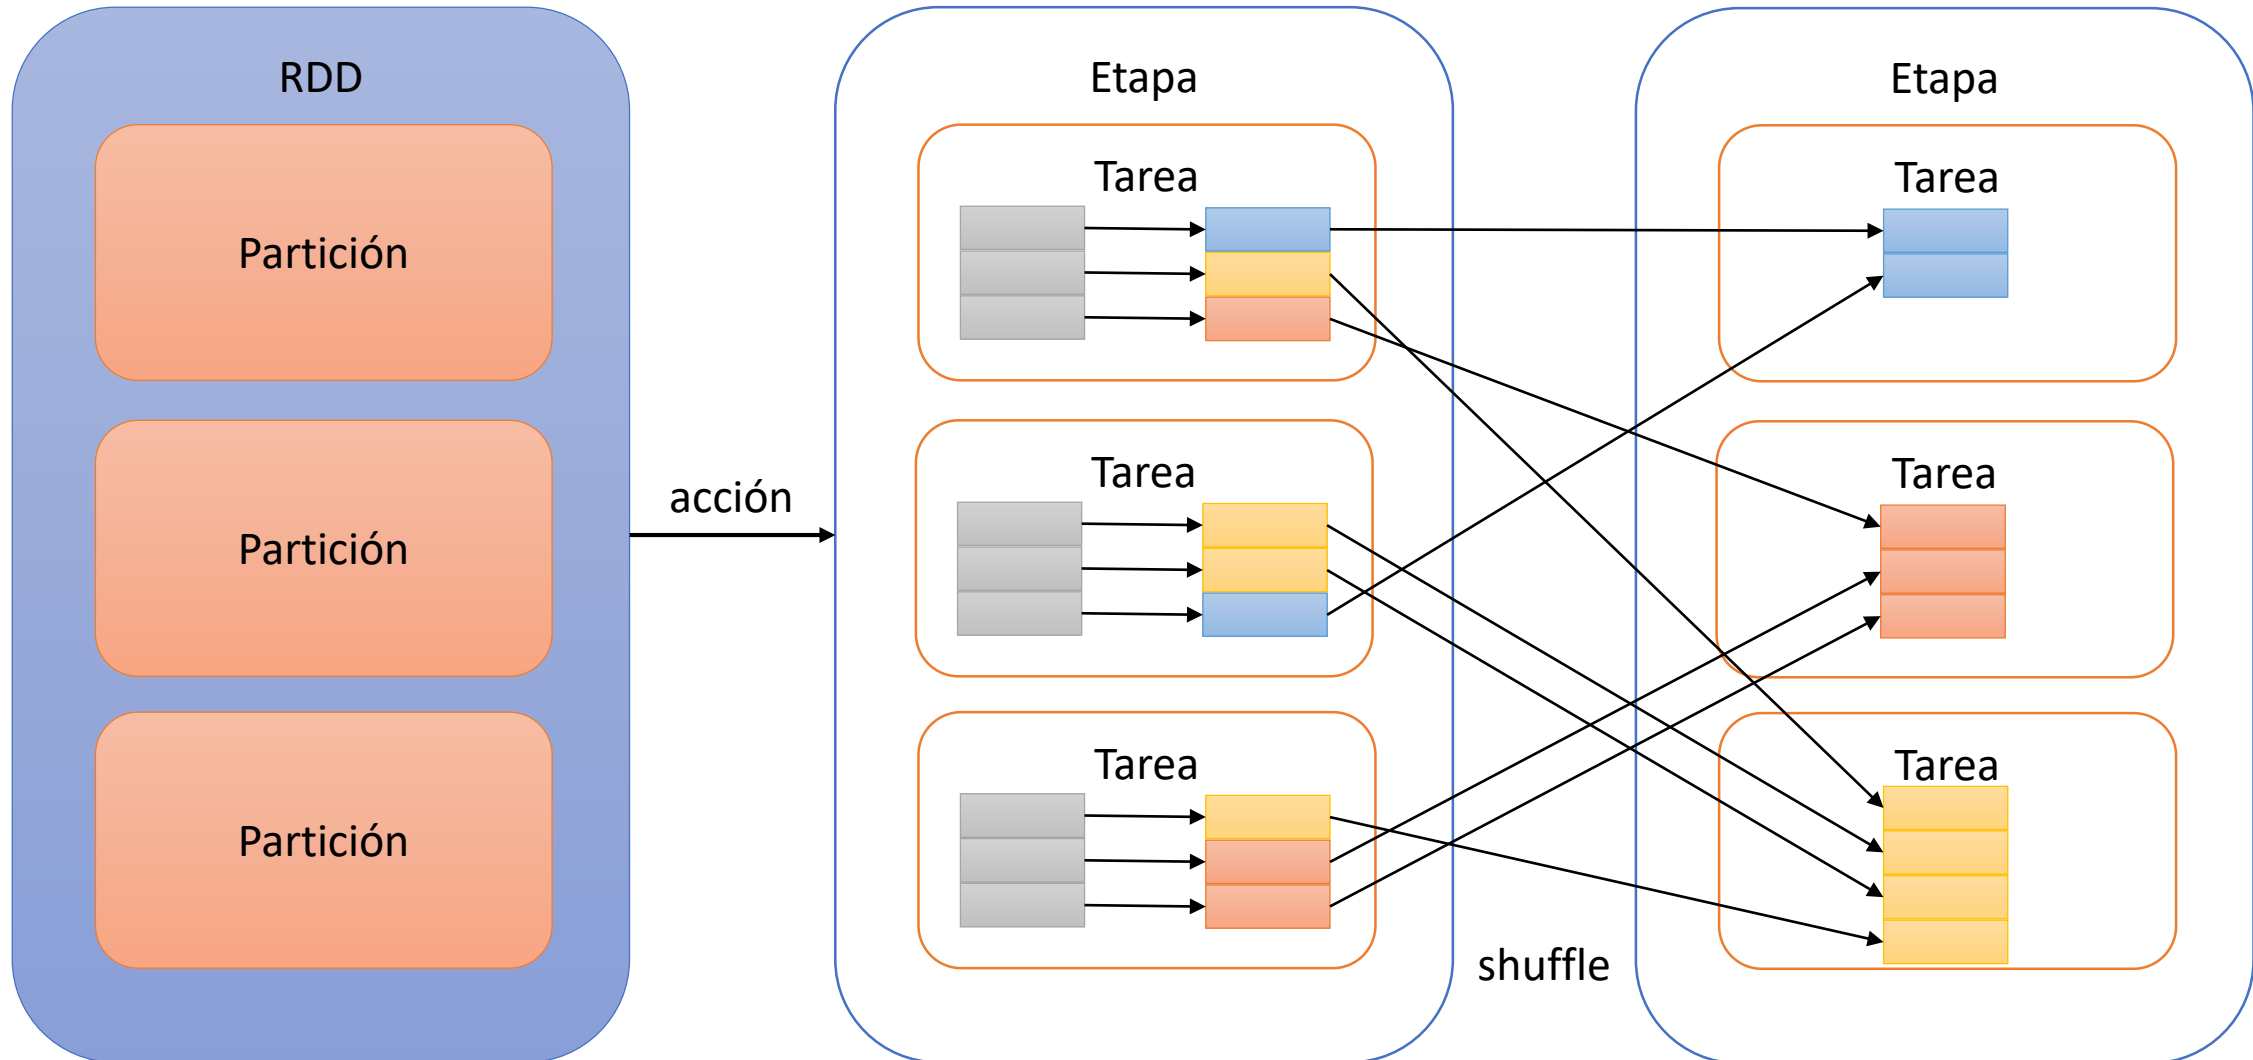 RDD
Partición
Partición
Partición
acción
Etapa
Tarea
Tarea
Tarea
shuffle
Etapa
Tarea
Tarea
Tarea